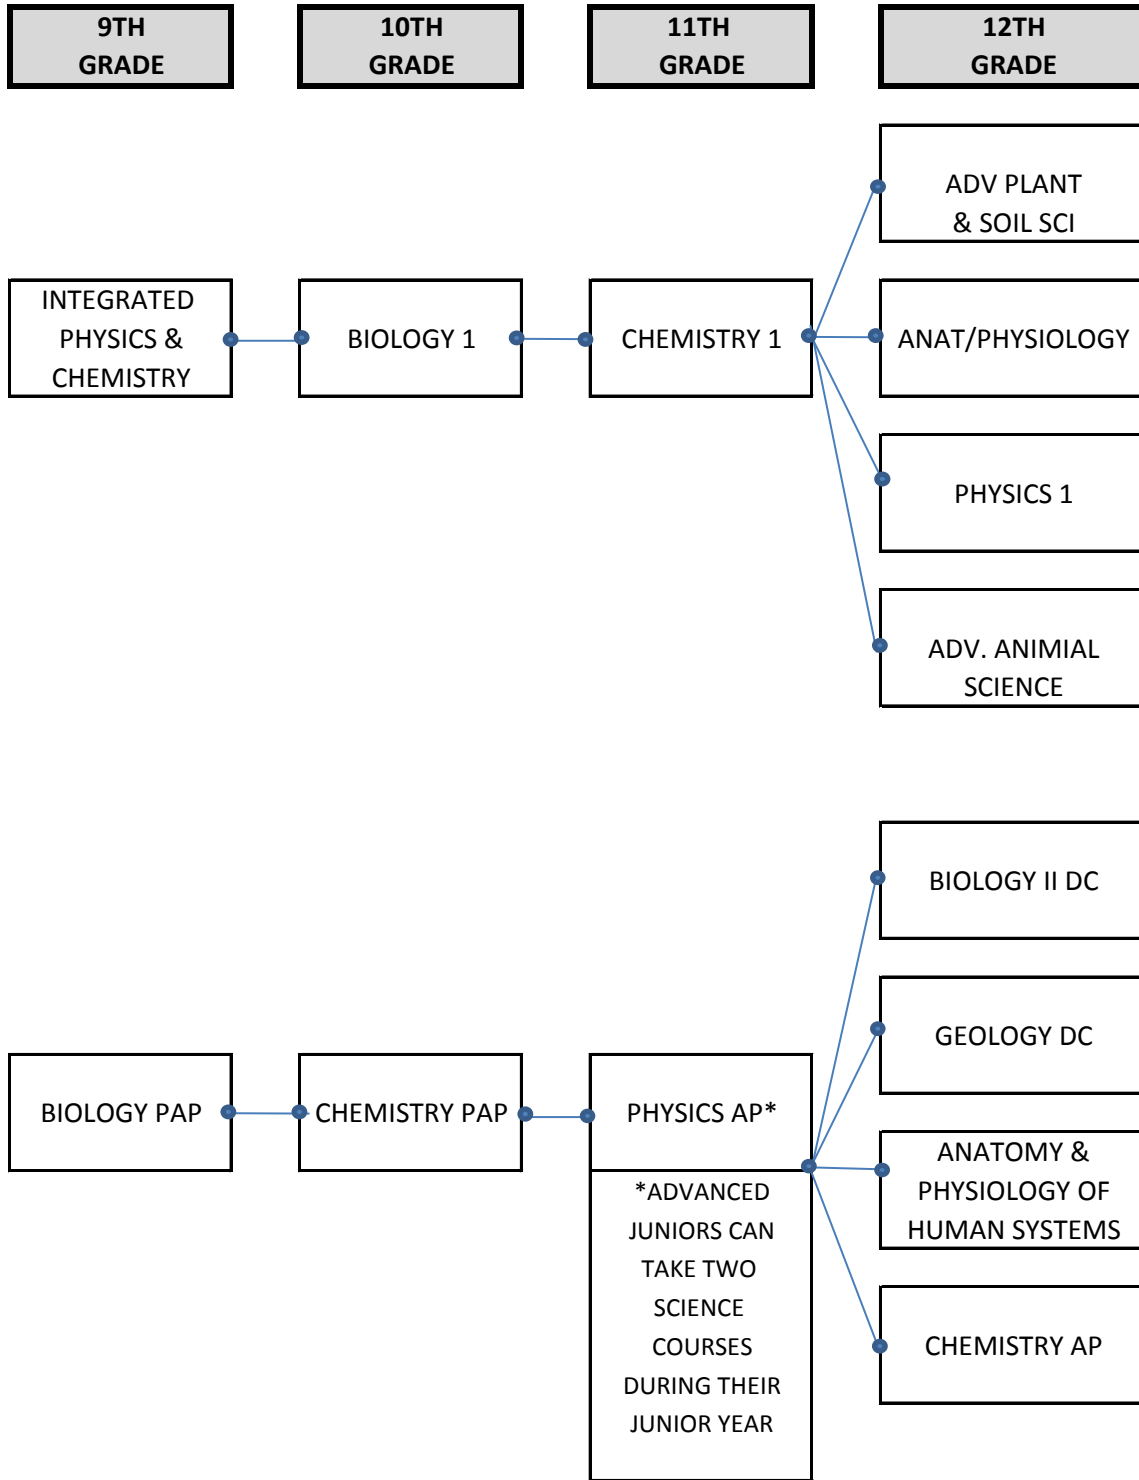 9TH
GRADE
10TH
GRADE
11TH
GRADE
12TH
GRADE
ADV PLANT
& SOIL SCI
INTEGRATED
PHYSICS &
CHEMISTRY
BIOLOGY 1
CHEMISTRY 1
ANAT/PHYSIOLOGY
PHYSICS 1
ADV. ANIMIAL
SCIENCE
BIOLOGY II DC
GEOLOGY DC
BIOLOGY PAP
CHEMISTRY PAP
PHYSICS AP*
*ADVANCED
JUNIORS CAN
TAKE TWO
SCIENCE
COURSES
DURING THEIR
JUNIOR YEAR
ANATOMY &
PHYSIOLOGY OF
HUMAN SYSTEMS
CHEMISTRY AP